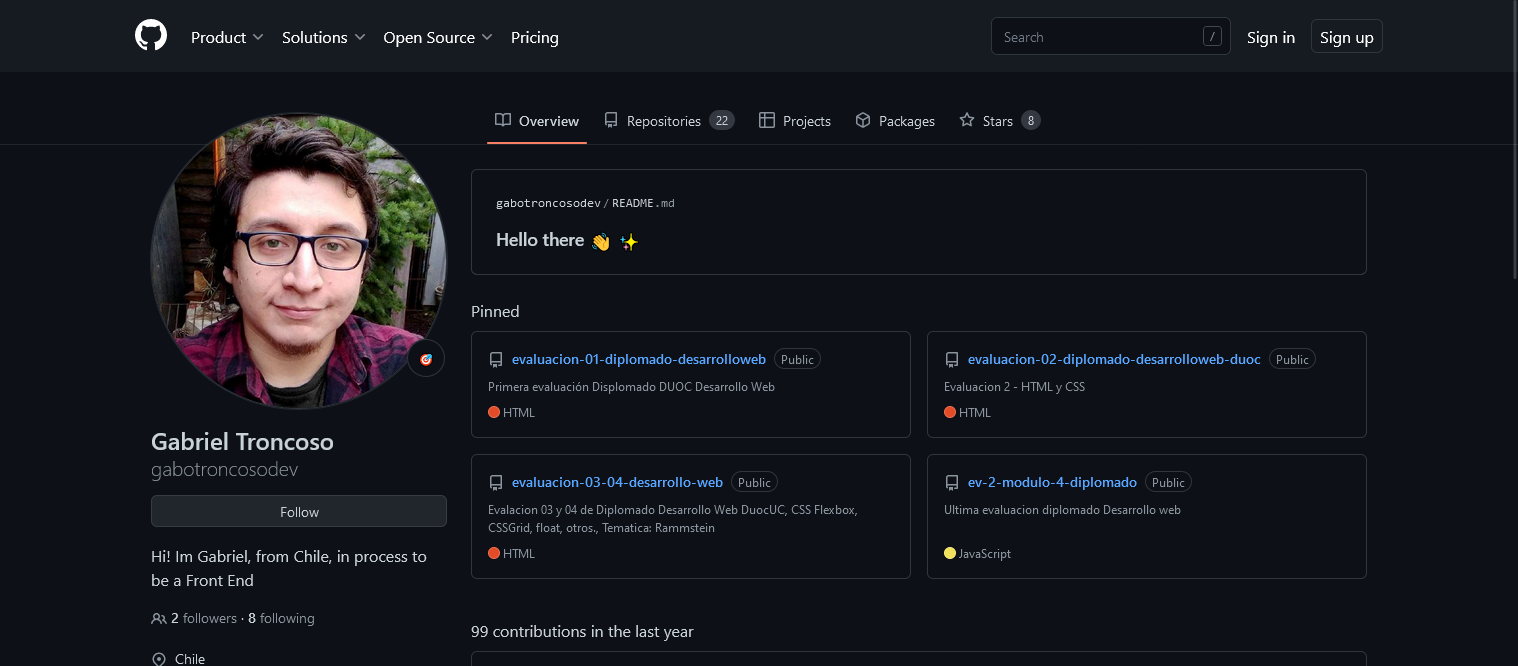 Product Solutions Open Source Pricing Search / Sign in Sign up
Overview Repositories 22 Projects Packages Stars 8
gabotroncosodev/README.md
Hello there 👋 ✨
Gabriel Troncoso
gabotroncosodev
Follow
Hi! Im Gabriel, from Chile, in process to
be a Front End
2 followers · 8 following
Chile
Pinned
evaluacion-01-diplomado-desarrolloweb Public
Primera evaluación Displomado DUOC Desarrollo Web
HTML
evaluacion-02-diplomado-desarrolloweb-duoc Public
Evaluacion 2 - HTML y CSS
HTML
evaluacion-03-04-desarrollo-web Public
Evalacion 03 y 04 de Diplomado Desarrollo Web DuocUC, CSS Flexbox,
CSSGrid, float, otros., Tematica: Rammstein
HTML
ev-2-modulo-4-diplomado Public
Ultima evaluacion diplomado Desarrollo web
JavaScript
99 contributions in the last year